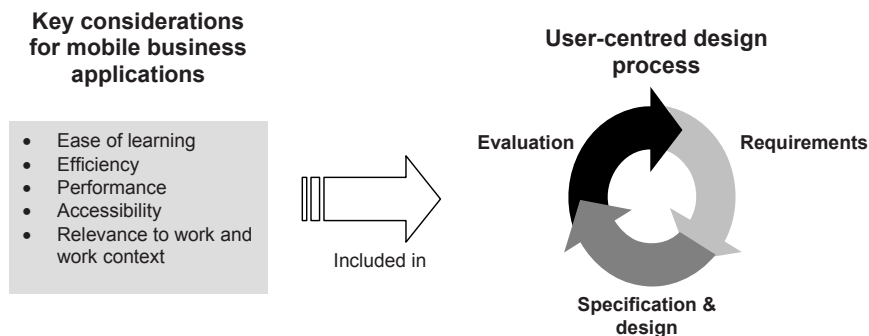 Key considerations
for mobile business
applications
• Ease of learning
• Efficiency
• Performance
• Accessibility
• Relevance to work and
work context
Included in
User-centred design
process
Evaluation
Requirements
Specification &
design